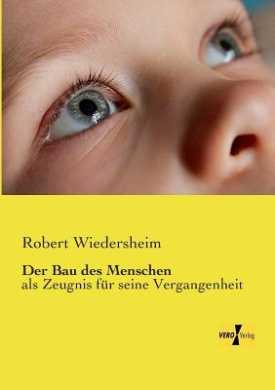 Robert Wiedersheim
Der Bau des Menschen
als Zeugnis für seine Vergangenheit
VERO Verlag